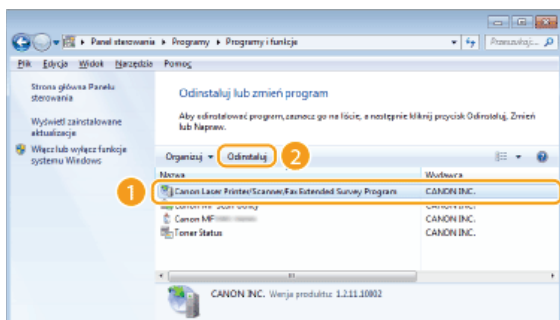 Panel sterowania ▸ Programy ▸ Programy i funkcje
Przeszukaj...
Plik Edycja Widok Narzędzia Pomoc
Strona główna Panelu
sterowania
Wyświetl zainstalowane
aktualizacje
Włącz lub wyłącz funkcje
systemu Windows
Odinstaluj lub zmień program
Aby odinstalować program, zaznacz go na liście, a następnie kliknij przycisk Odinstaluj, Zmień
lub Napraw.
Organizuj Odinstaluj 2
Nazwa Wydawca
1 Canon Laser Printer/Scanner/Fax Extended Survey Program CANON INC.
Canon MF Scan Utility CANON INC.
Canon MF CANON INC.
Toner Status CANON INC.
CANON INC. Wersja produktu: 1.2.11.10002